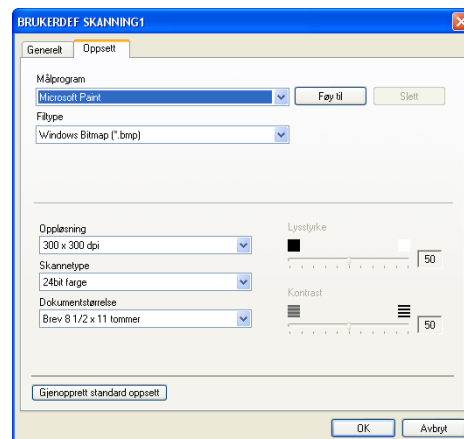 BRUKERDEF SKANNING1
Generelt Oppsett
Målprogram
Microsoft Paint Føy til Slett
Filtype
Windows Bitmap (*.bmp)
Oppløsning Lysstyrke
300 x 300 dpi 50
Skannetype
24bit farge Kontrast
Dokumentstørrelse
Brev 8 1/2 x 11 tommer 50
Gjenopprett standard oppsett
OK Avbryt